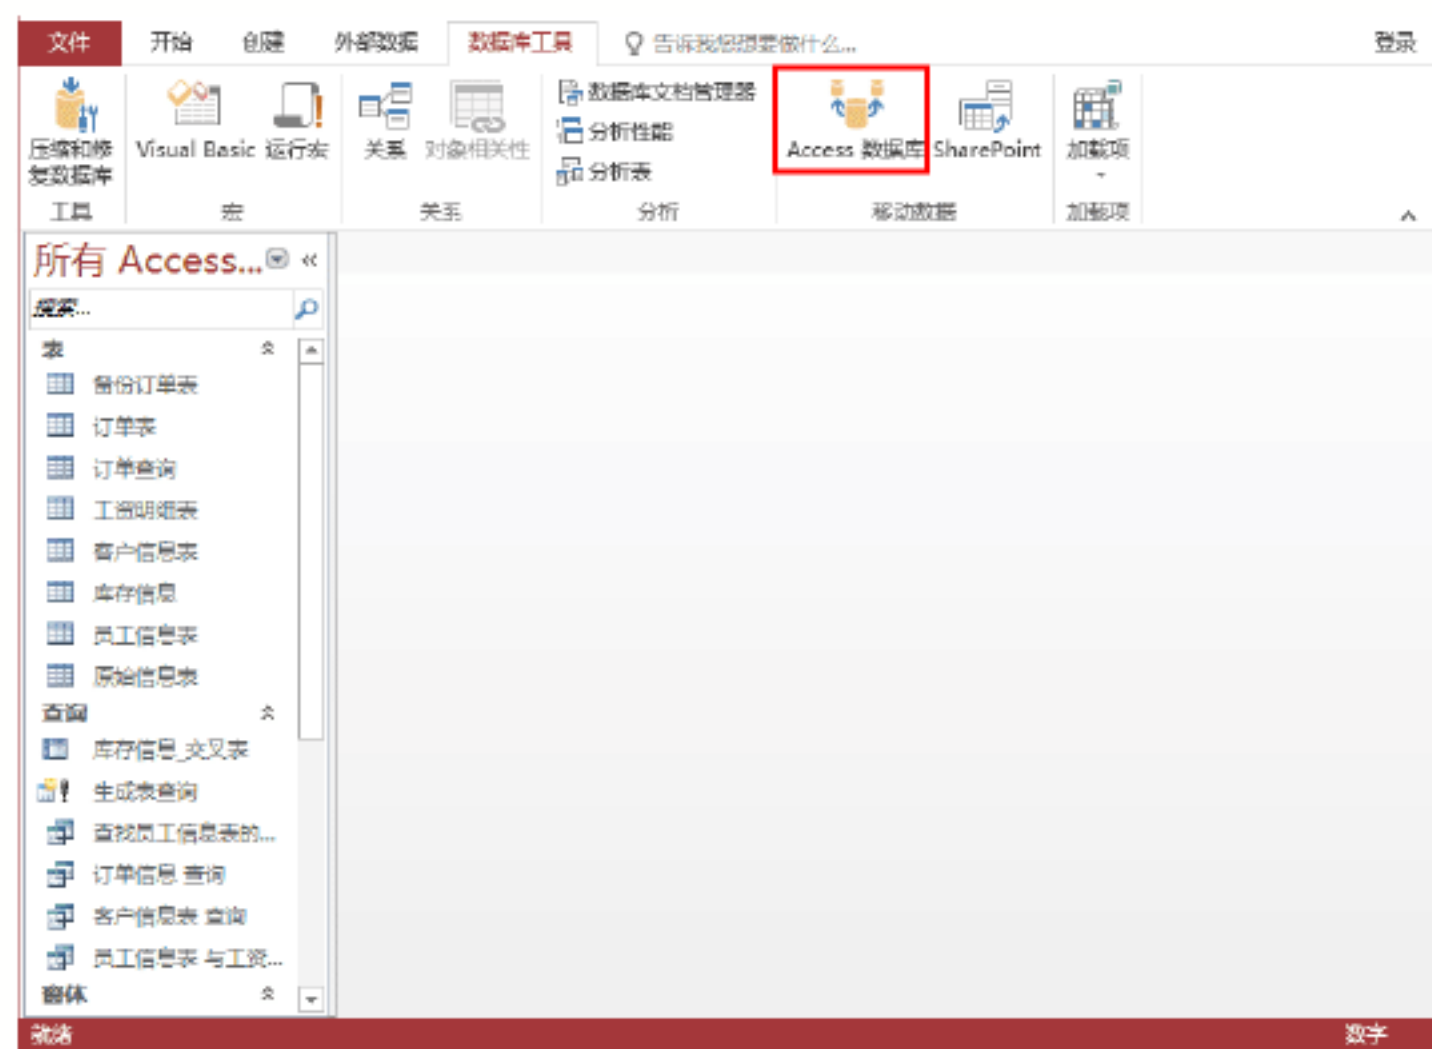 文件 开始 创建 外部数据 数据库工具 告诉我您想要做什么... 登录
压缩和修复数据库 Visual Basic 运行宏 关系 对象相关性 数据库文档管理器 Access 数据库 SharePoint 加载项
分析性能
分析表
工具 宏 关系 分析 移动数据 加载项
所有 Access... «
搜索...
表
备份订单表
订单表
订单查询
工资明细表
客户信息表
库存信息
员工信息表
原始信息表
查询
库存信息_交叉表
生成表查询
查找员工信息表的...
订单信息 查询
客户信息表 查询
员工信息表 与工资...
窗体
就绪 数字